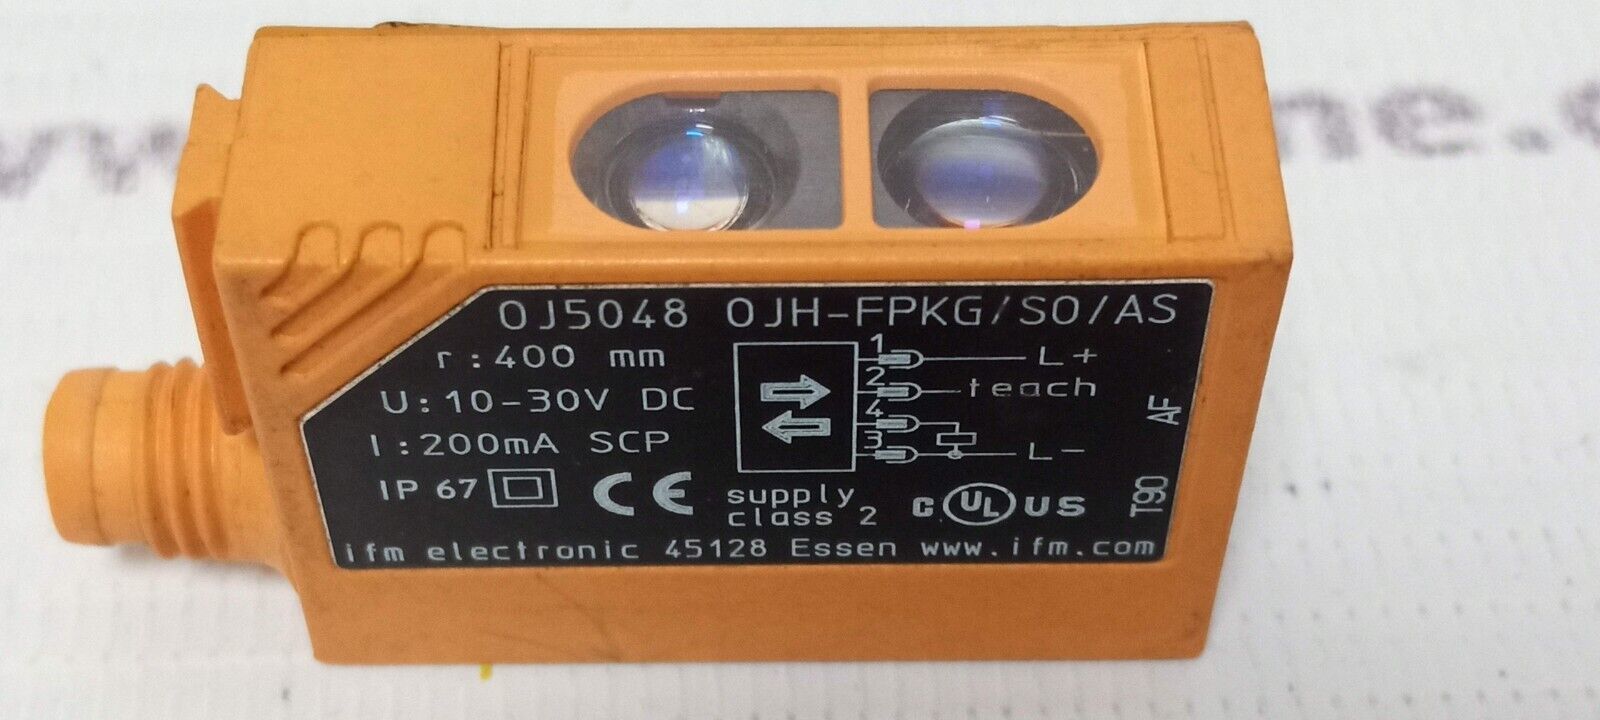 OJ5048 OJH-FPKG/SO/AS
r:400 mm
U:10-30V DC
I:200mA SCP
IP 67 CE
1 L+
2 teach
4
3 L-
supply
class 2
C UL US
AF
T90
ifm electronic 45128 Essen www.ifm.com